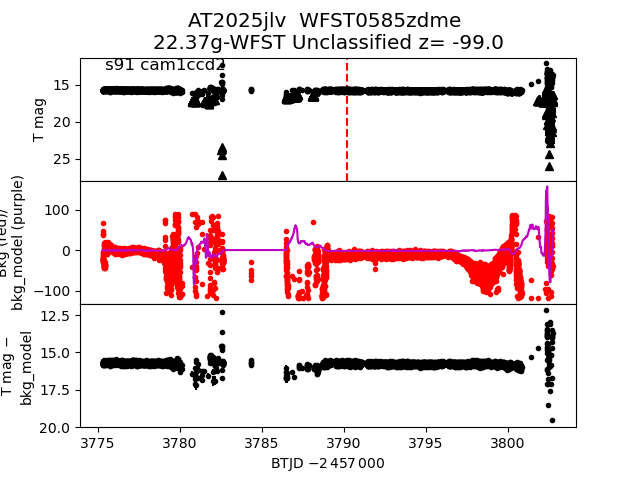 AT2025jlv  WFST0585zdme
22.37g-WFST Unclassified z= -99.0
s91 cam1ccd2
T mag
15
20
25
Bkg (red)/
bkg_model (purple)
100
0
−100
T mag −
bkg_model
12.5
15.0
17.5
20.0
3775 3780 3785 3790 3795 3800
BTJD −2 457 000